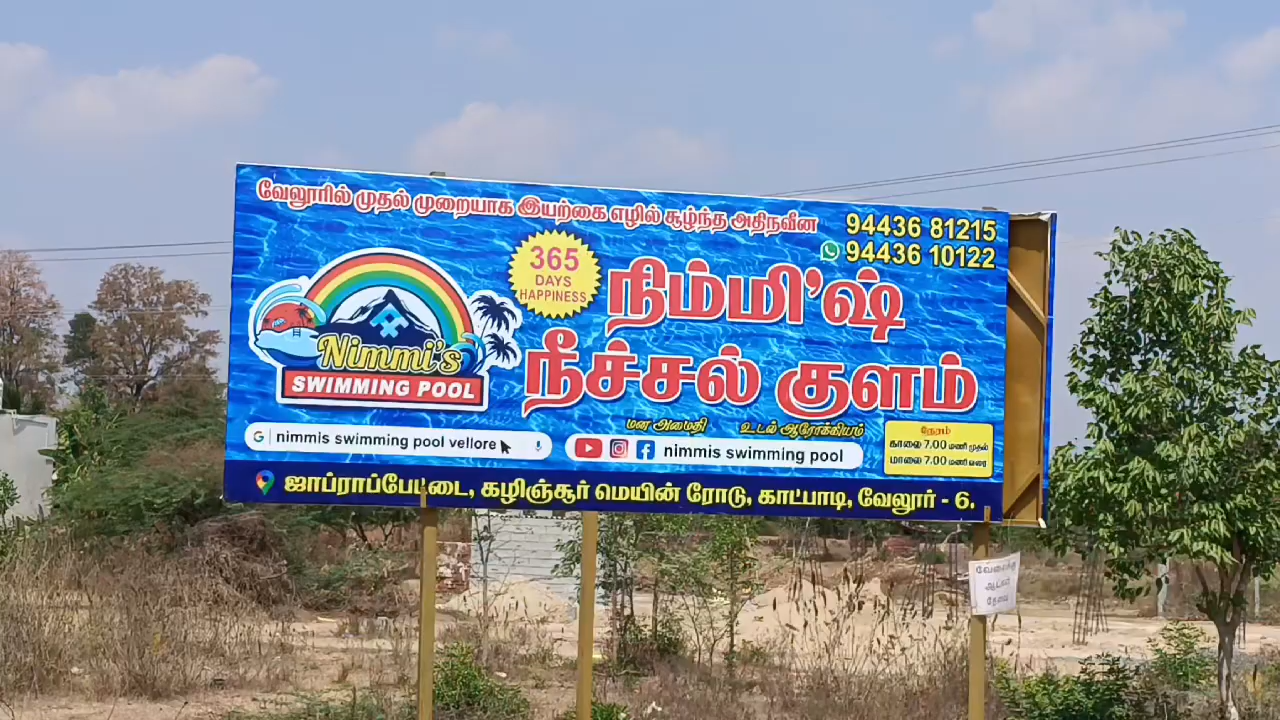 வேலூரில் முதல் முறையாக இயற்கை எழில் சூழ்ந்த அதிநவீன
94436 81215
94436 10122
365
DAYS
HAPPINESS
நிம்மி'ஷ்
நீச்சல் குளம்
Nimmi's
SWIMMING POOL
மன அமைதி உடல் ஆரோக்கியம்
நேரம்
காலை 7.00 மணி முதல்
மாலை 7.00 மணி வரை
nimmis swimming pool vellore
nimmis swimming pool
ஜாப்ராப்பேட்டை, கழிஞ்சூர் மெயின் ரோடு, காட்பாடி, வேலூர் - 6.
வேலைக்கு
ஆட்கள்
தேவை